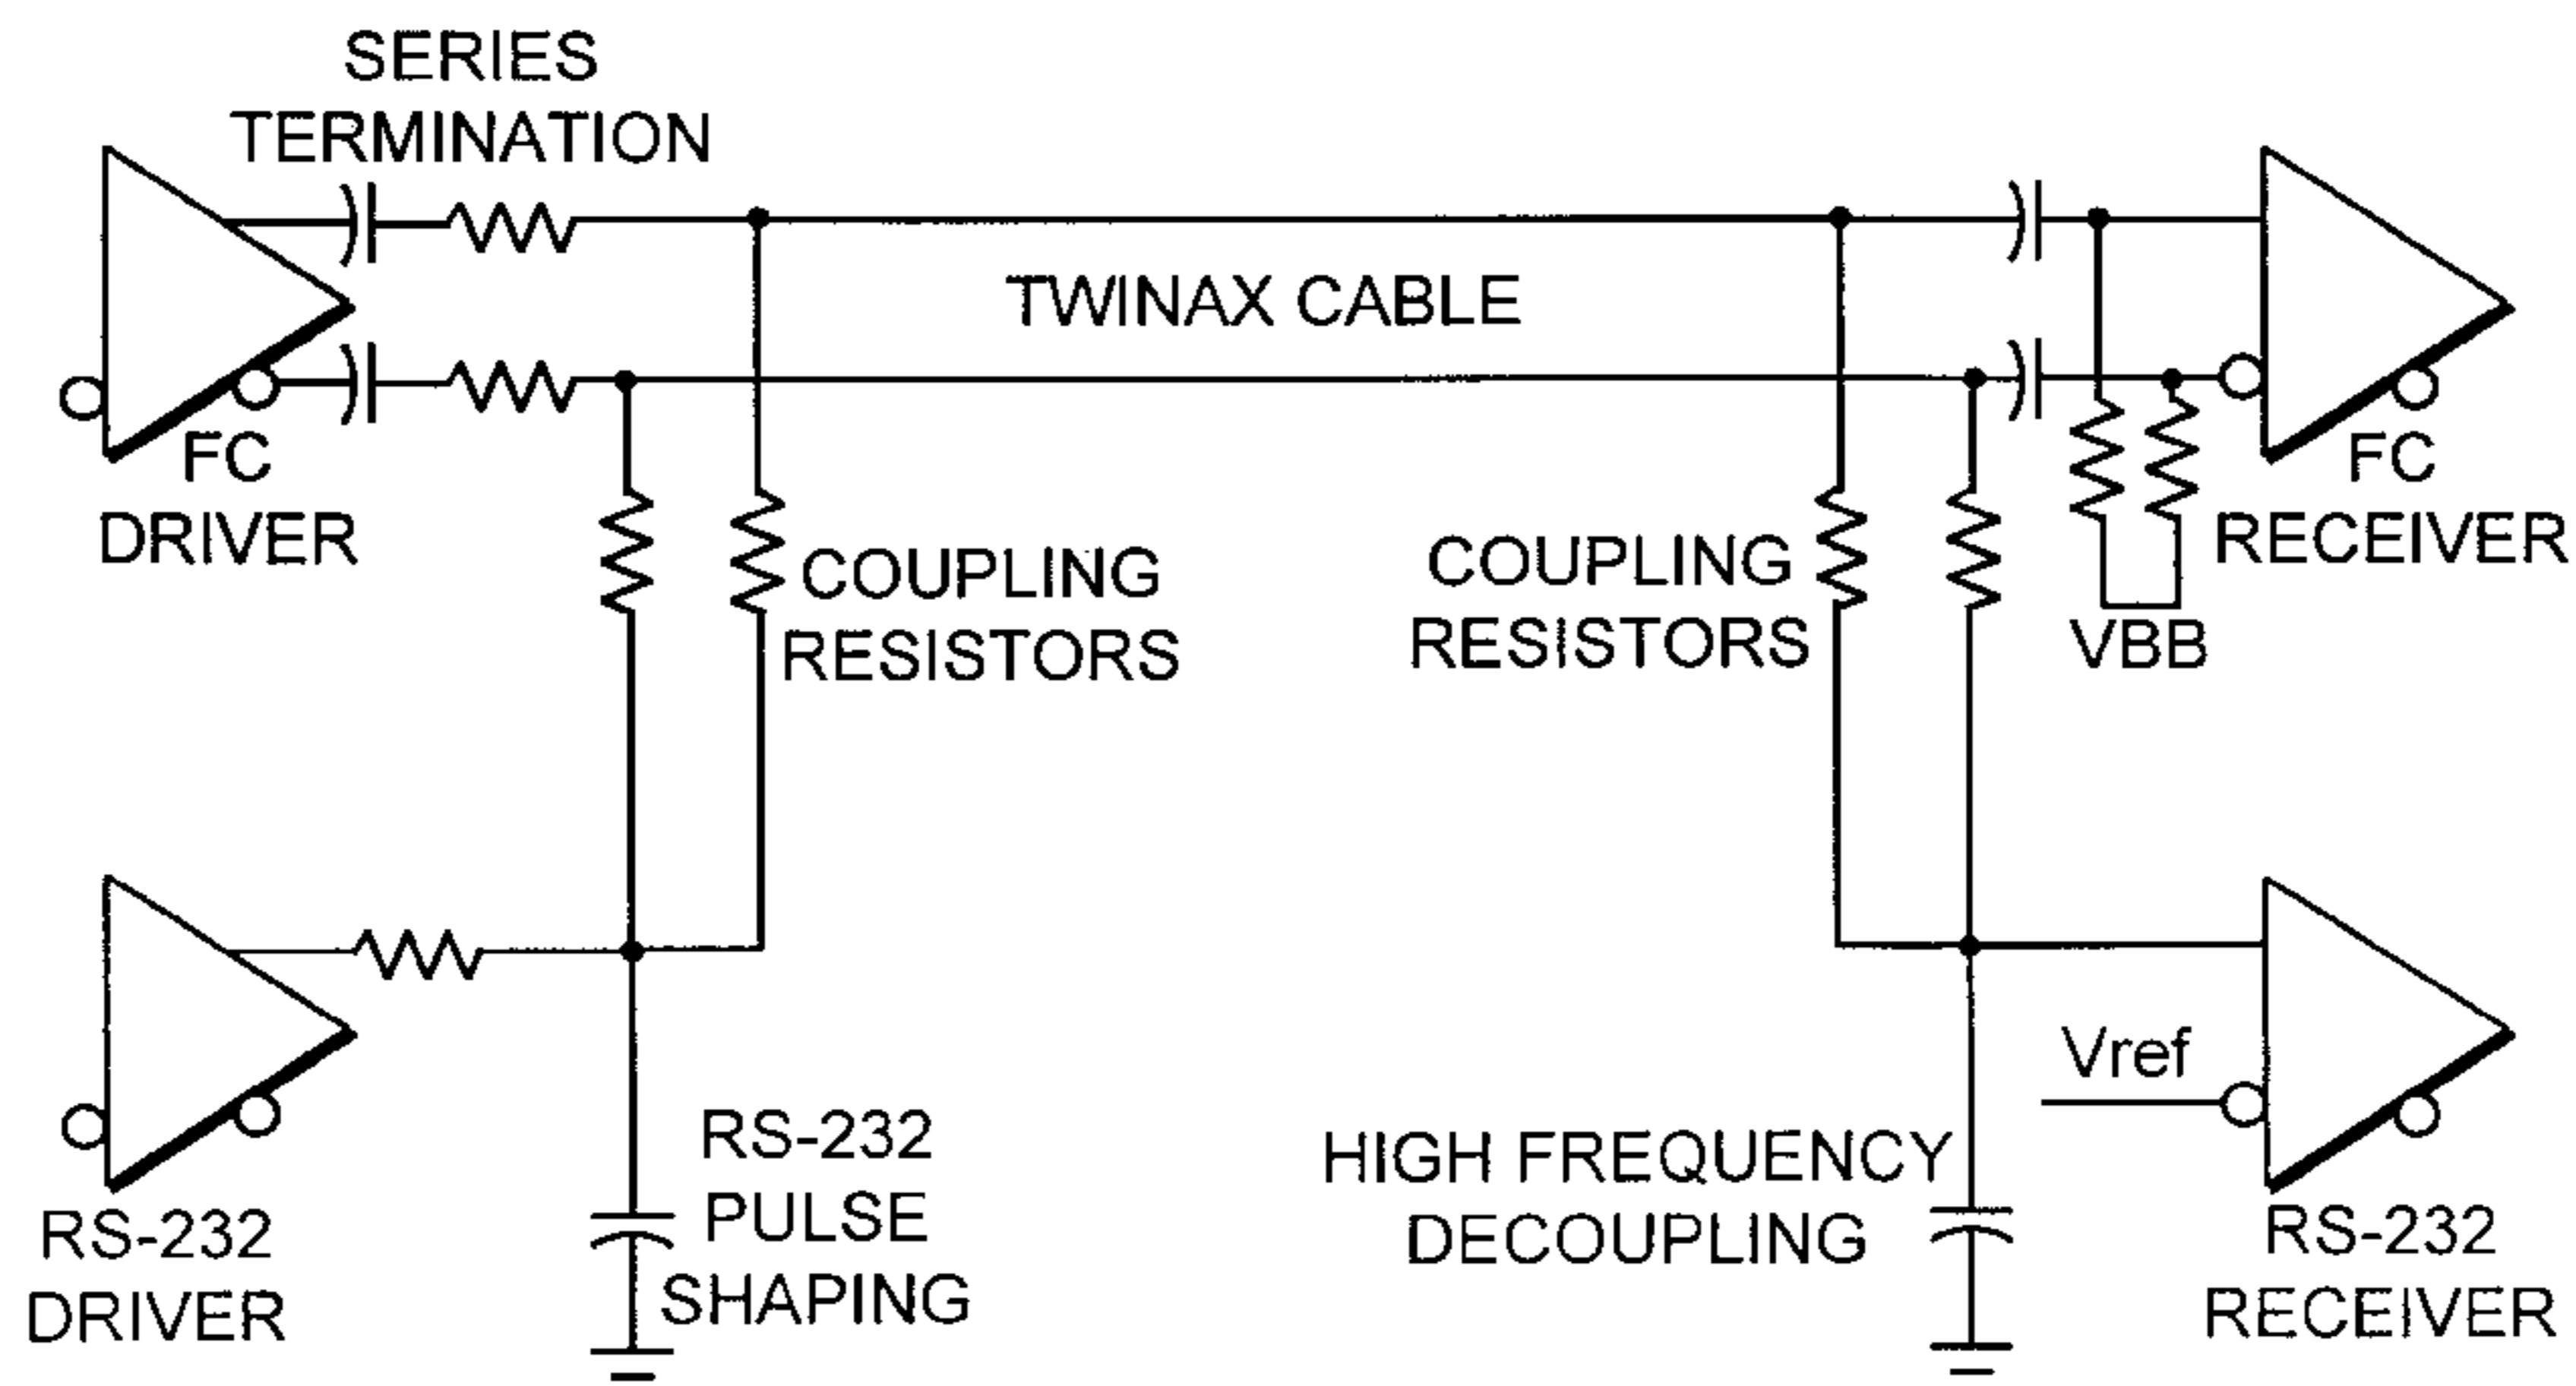 SERIES
TERMINATION
TWINAX CABLE
FC
DRIVER
COUPLING
RESISTORS
COUPLING
RESISTORS
VBB
FC
RECEIVER
RS-232
DRIVER
RS-232
PULSE
SHAPING
HIGH FREQUENCY
DECOUPLING
Vref
RS-232
RECEIVER